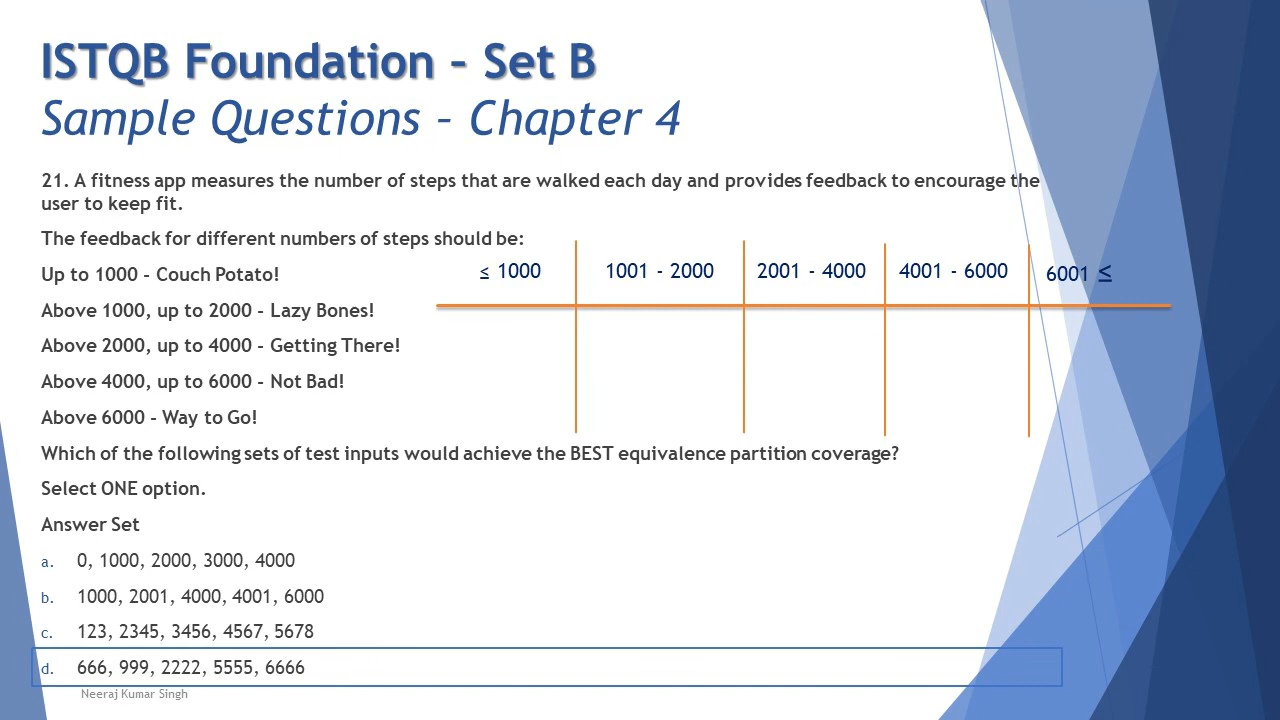 ISTQB Foundation – Set B
Sample Questions – Chapter 4
21. A fitness app measures the number of steps that are walked each day and provides feedback to encourage the
user to keep fit.
The feedback for different numbers of steps should be:
≤ 1000 1001 - 2000 2001 - 4000 4001 - 6000 6001 ≤
Up to 1000 – Couch Potato!
Above 1000, up to 2000 – Lazy Bones!
Above 2000, up to 4000 – Getting There!
Above 4000, up to 6000 - Not Bad!
Above 6000 - Way to Go!
Which of the following sets of test inputs would achieve the BEST equivalence partition coverage?
Select ONE option.
Answer Set
a. 0, 1000, 2000, 3000, 4000
b. 1000, 2001, 4000, 4001, 6000
c. 123, 2345, 3456, 4567, 5678
d. 666, 999, 2222, 5555, 6666
Neeraj Kumar Singh